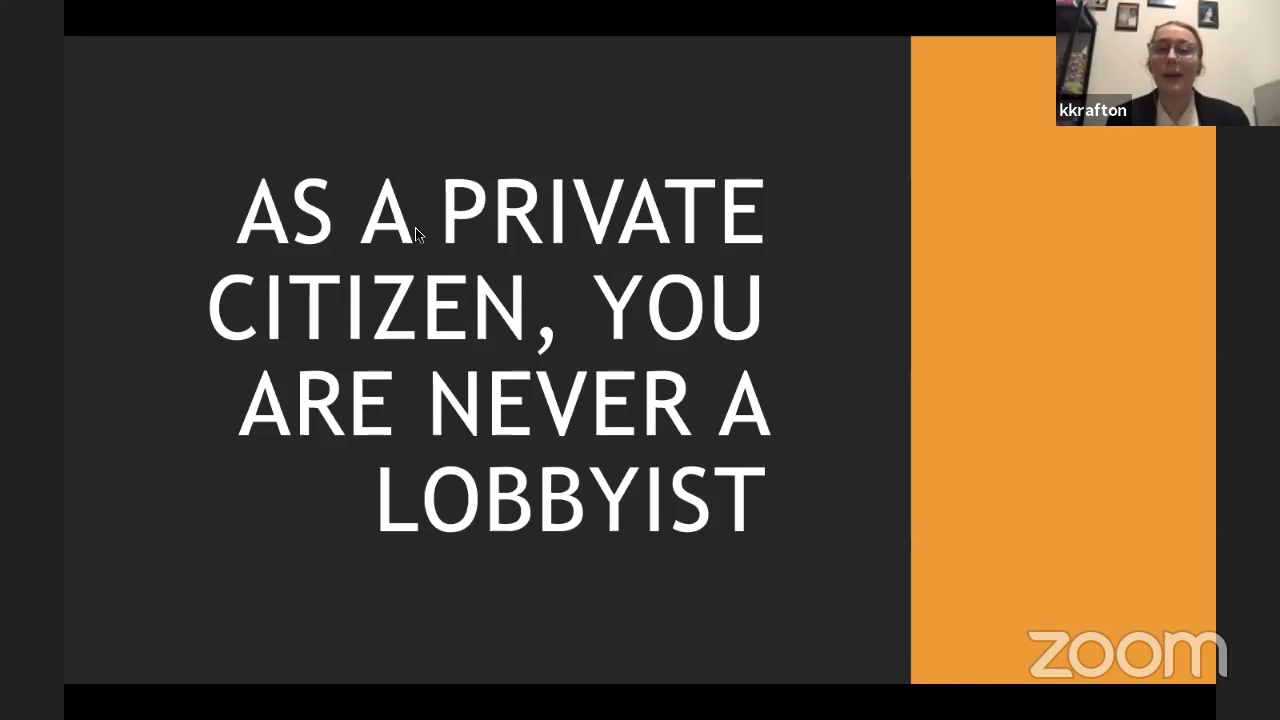 kkrafton
AS A PRIVATE
CITIZEN, YOU
ARE NEVER A
LOBBYIST
zoom